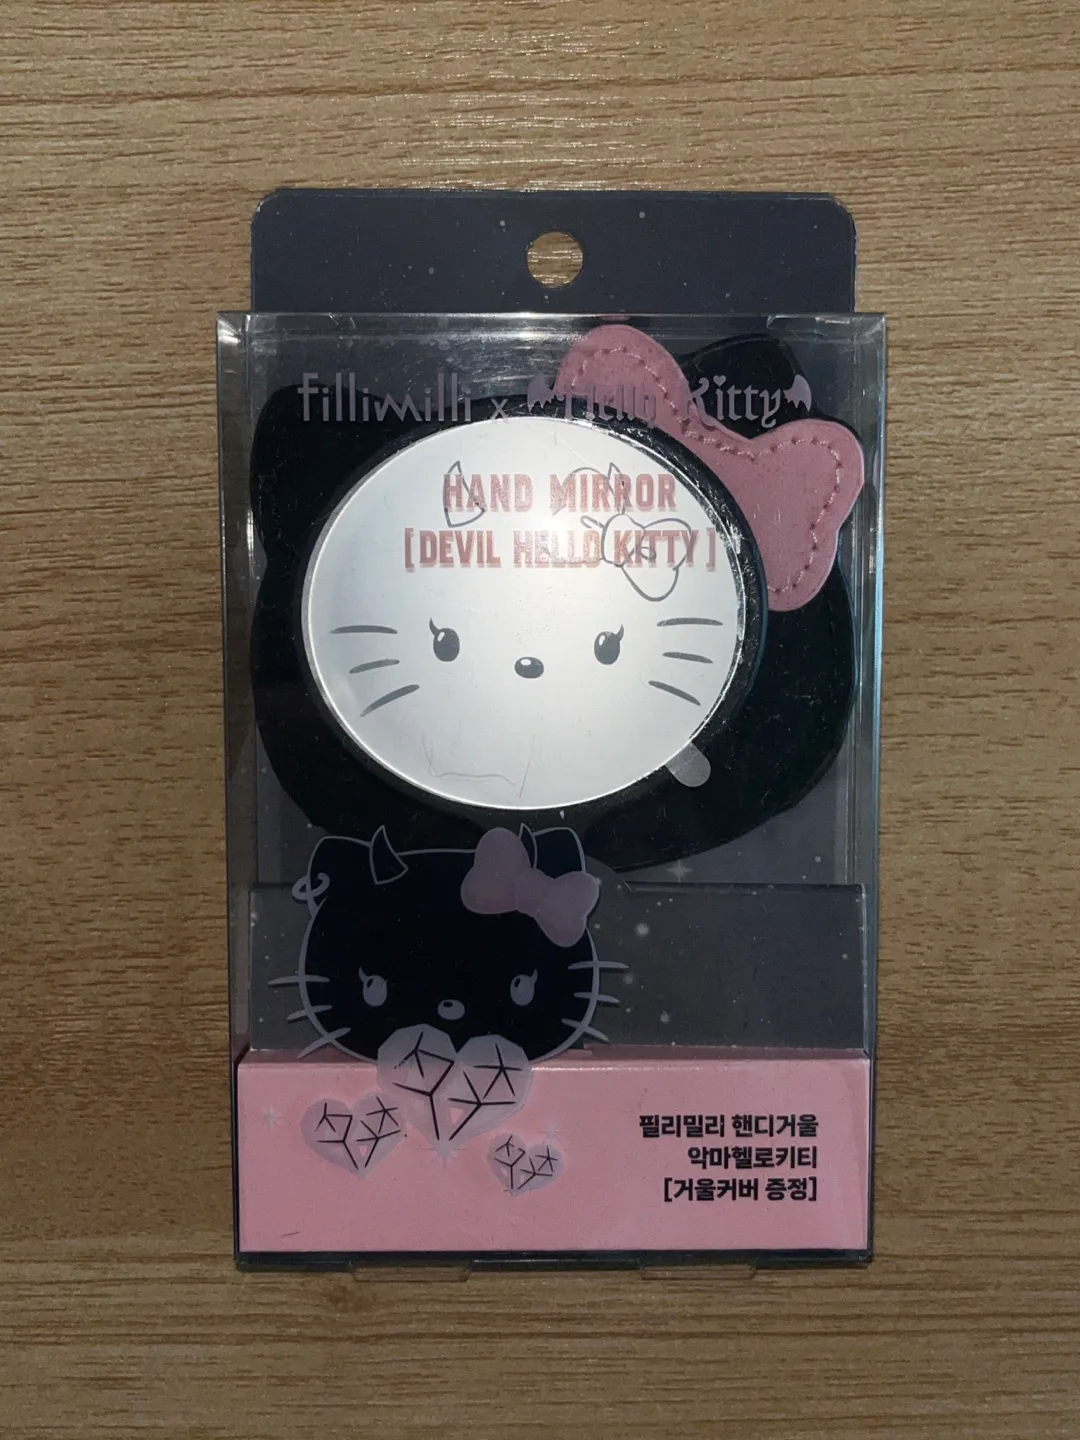 fillimilli x Hello Kitty
HAND MIRROR
[DEVIL HELLO KITTY]
필리밀리 핸디거울
악마헬로키티
[거울커버 증정]